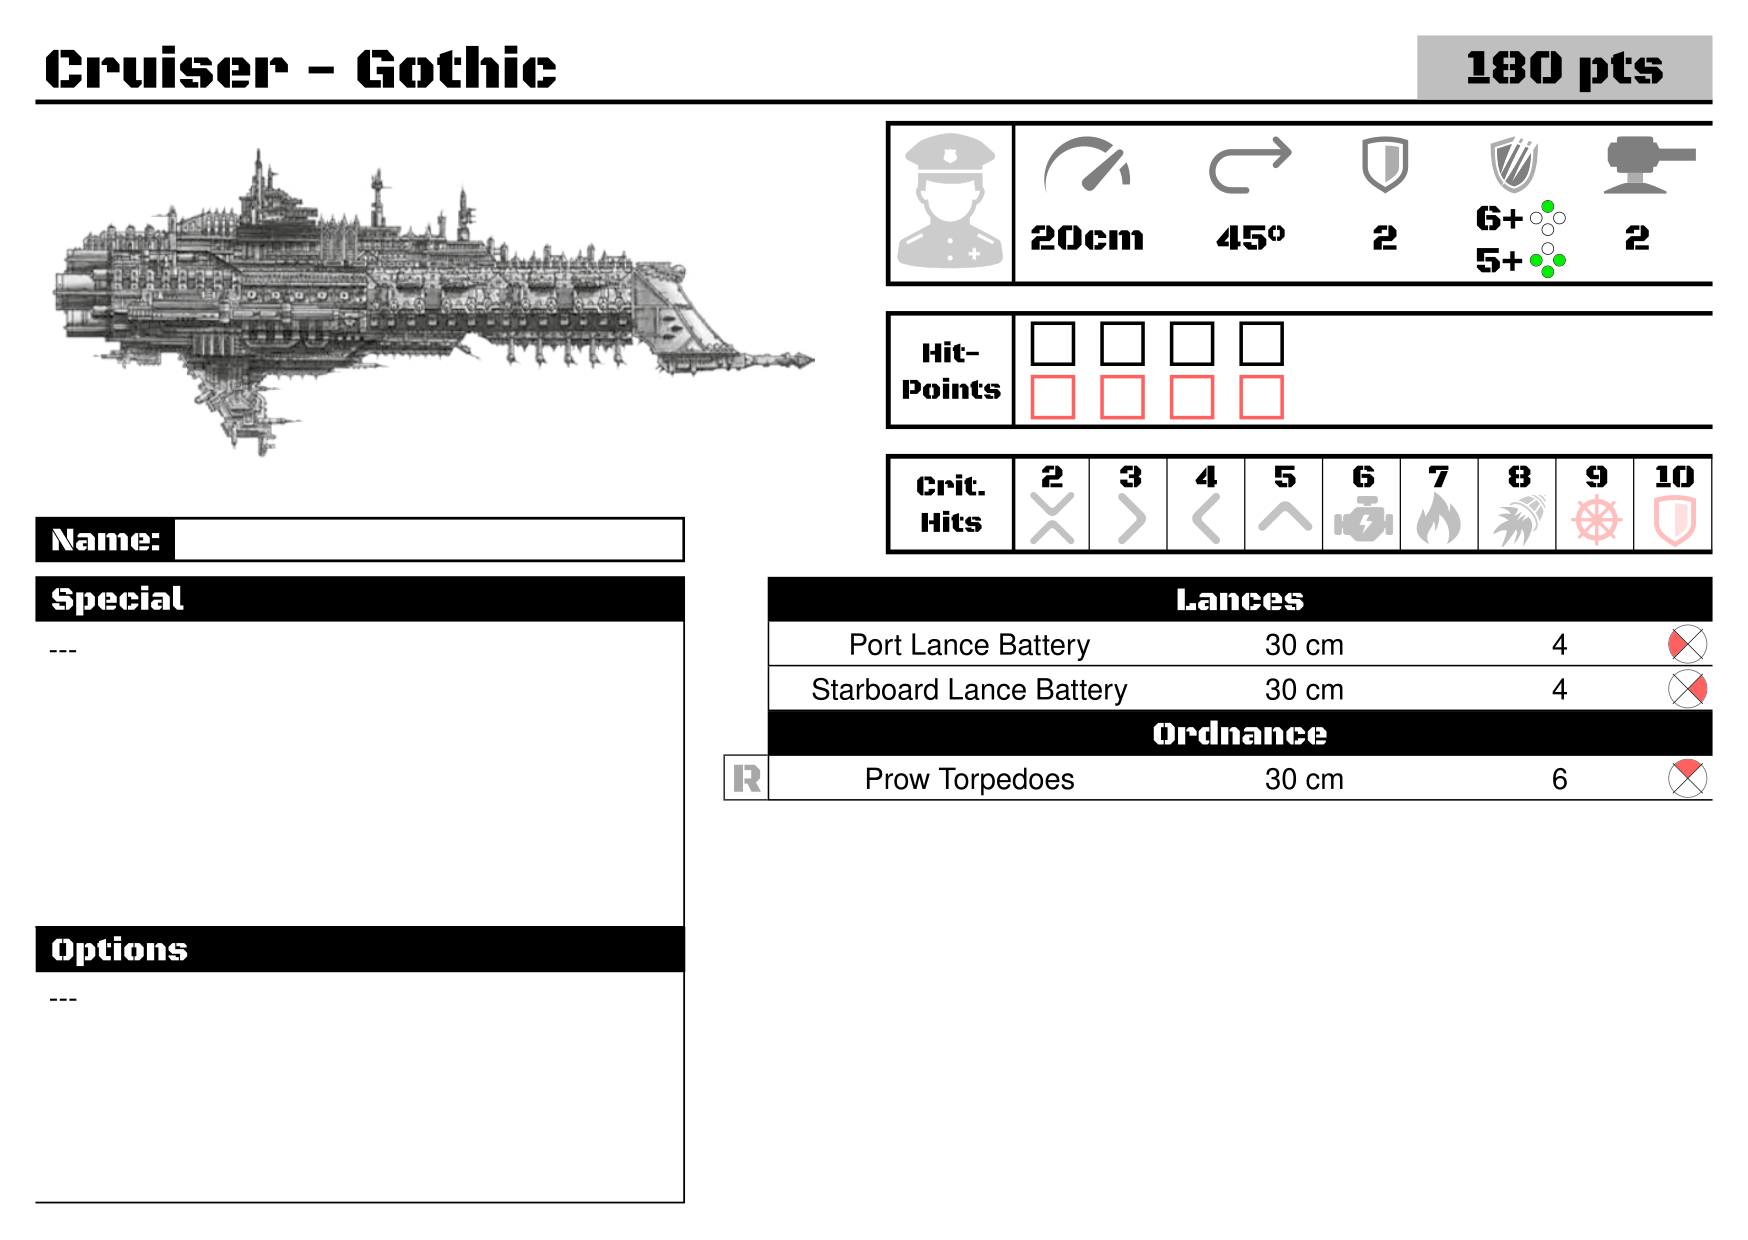 Cruiser - Gothic
180 pts
20cm 45º 2 6+ 5+ 2
Hit-
Points
Crit.
Hits
2 3 4 5 6 7 8 9 10
Name:
Special
---
Options
---
Lances
Port Lance Battery 30 cm 4
Starboard Lance Battery 30 cm 4
Ordnance
R Prow Torpedoes 30 cm 6